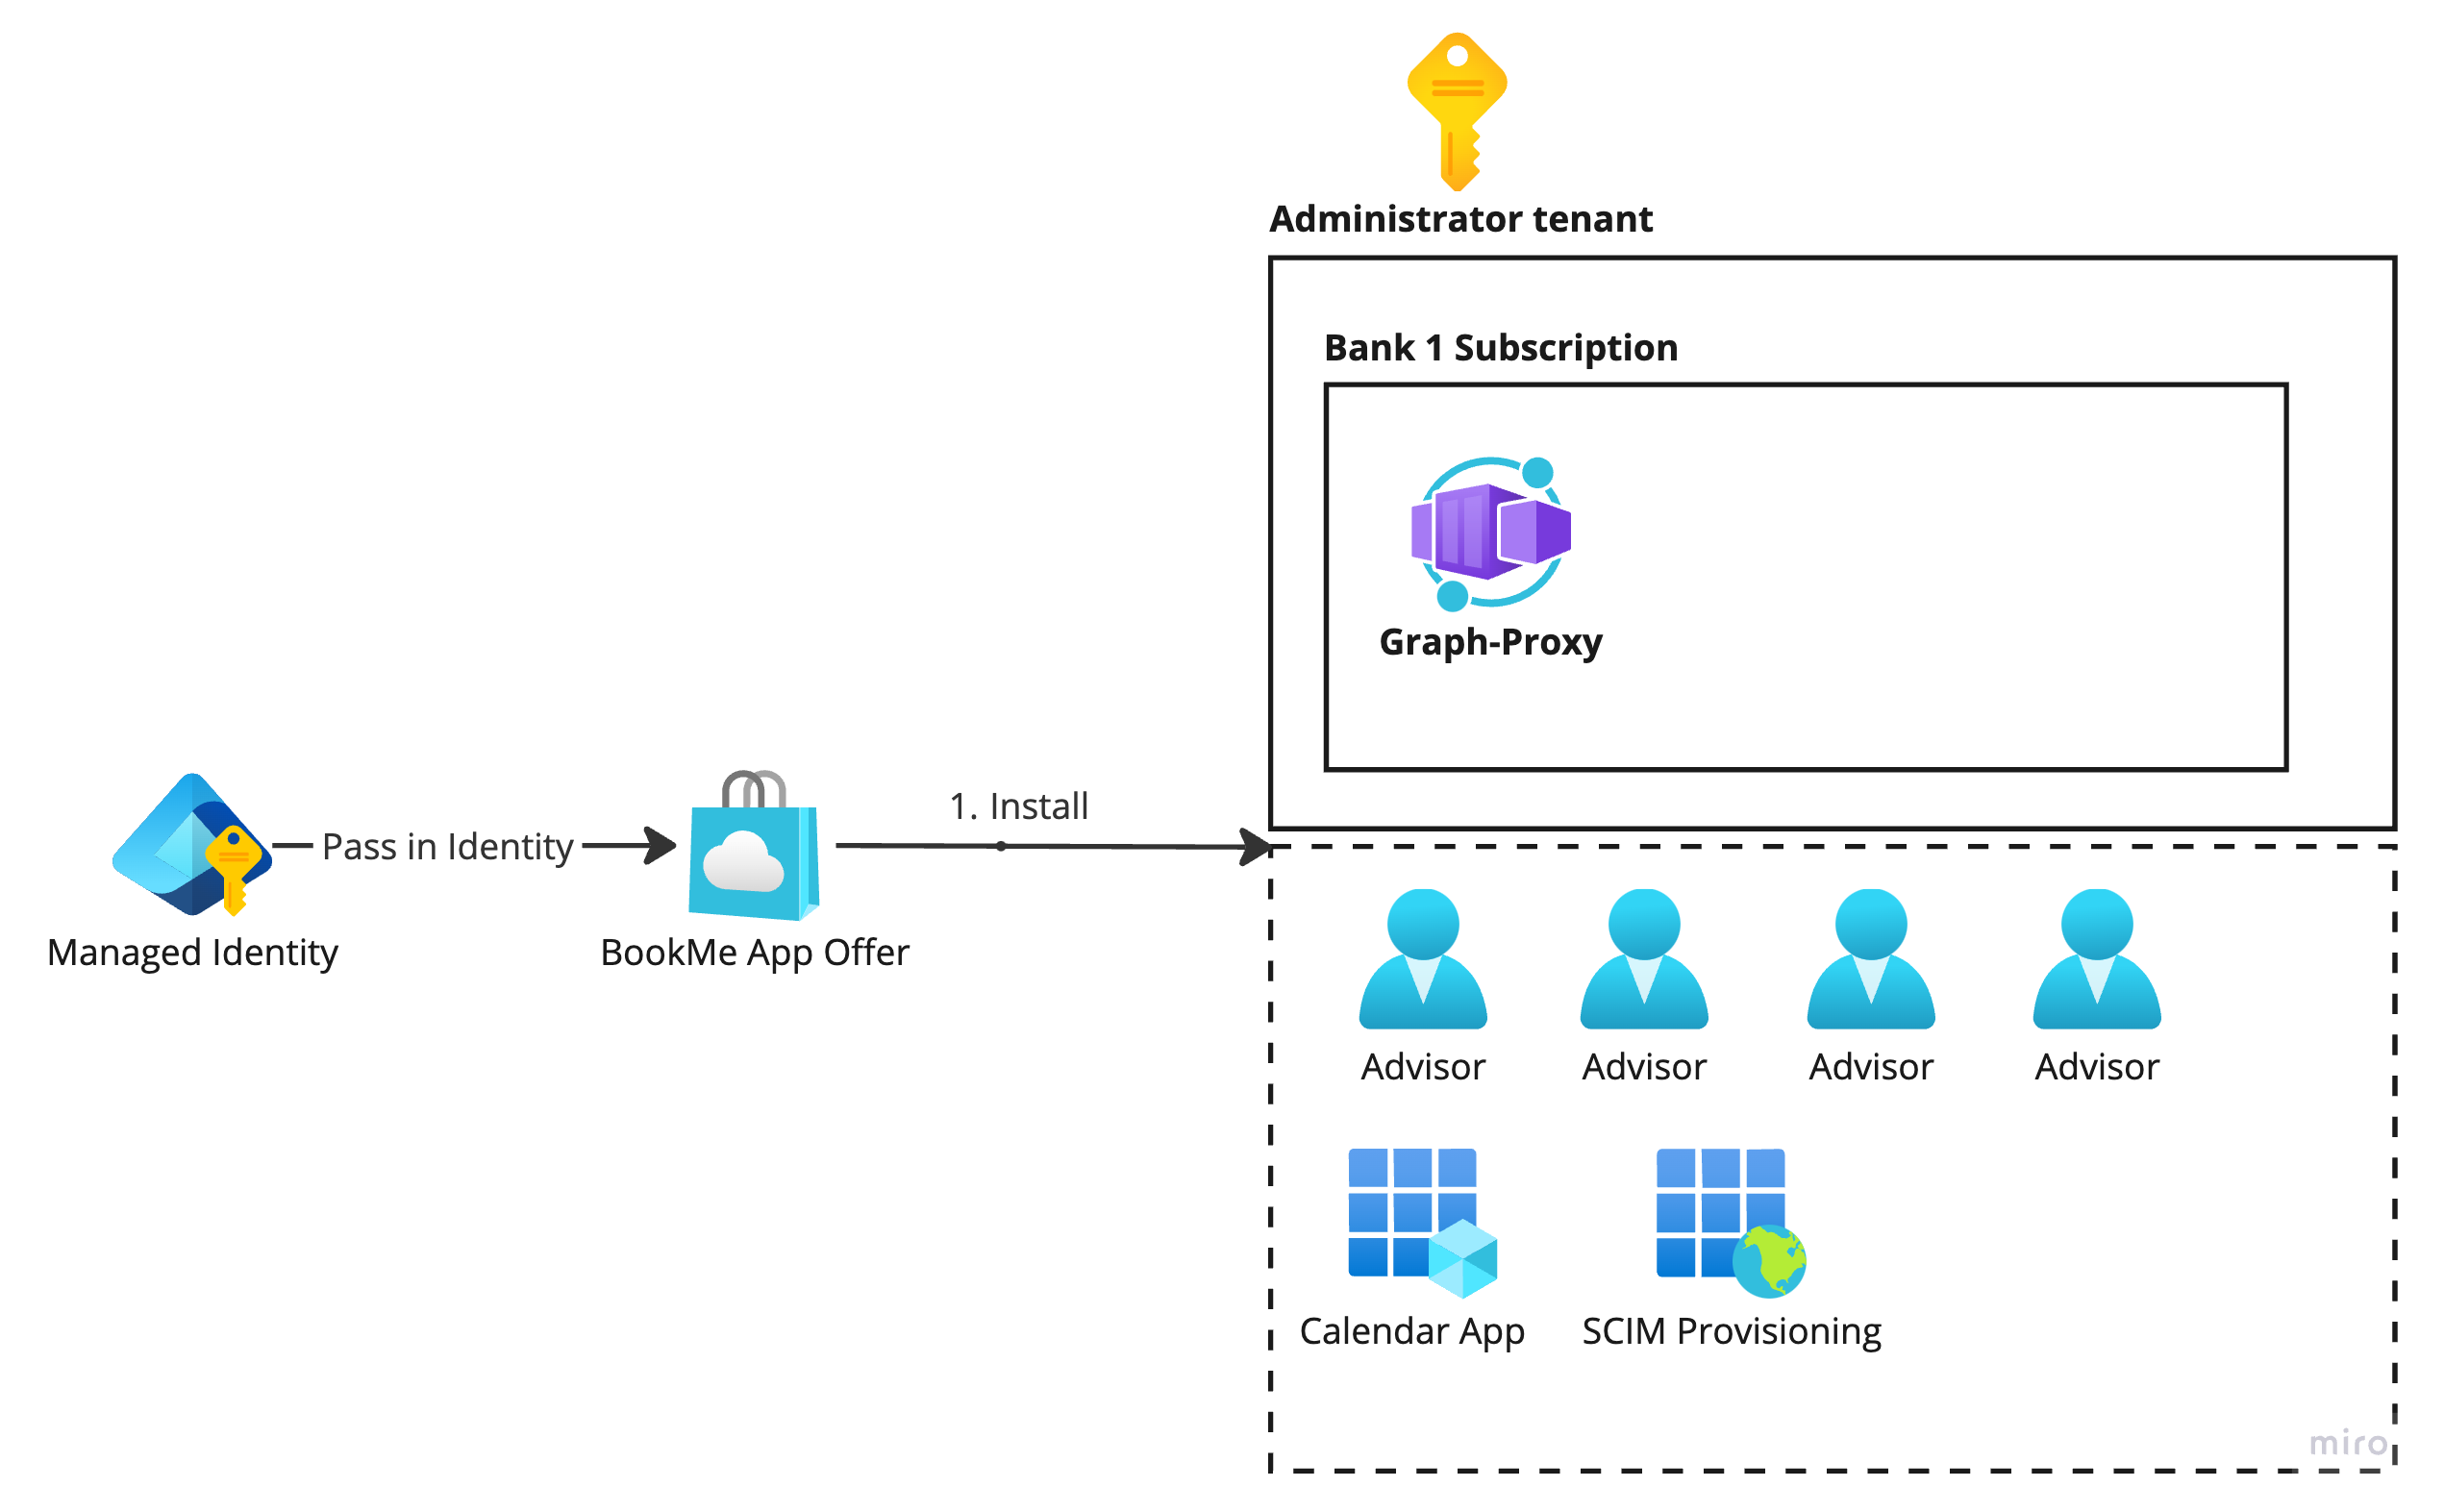 Administrator tenant
Bank 1 Subscription
Graph-Proxy
Pass in Identity
1. Install
Managed Identity
BookMe App Offer
Advisor
Advisor
Advisor
Advisor
Calendar App
SCIM Provisioning
miro